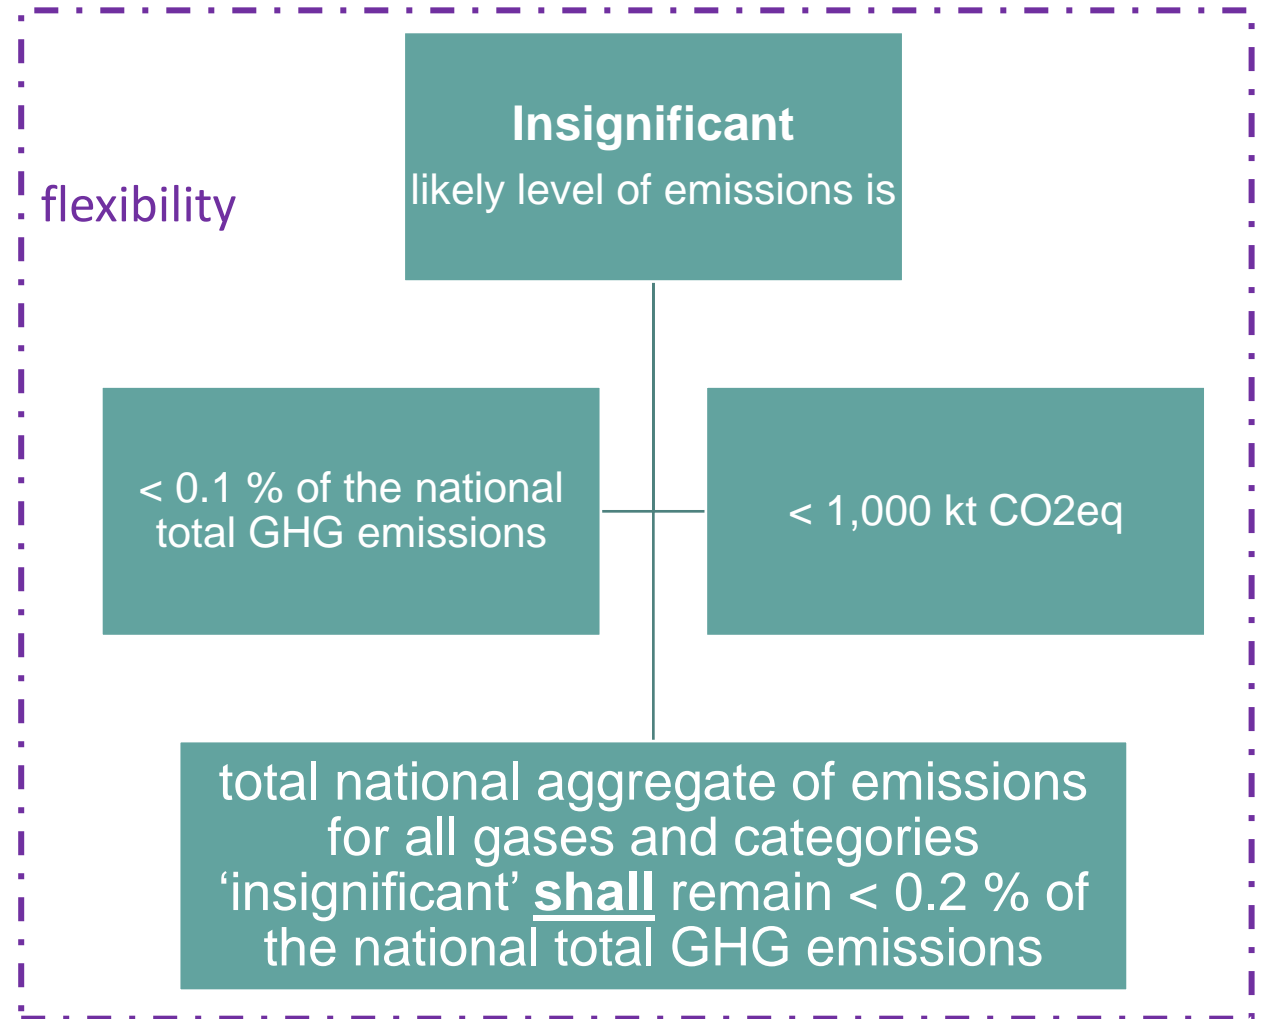 Insignificant
likely level of emissions is
flexibility
< 0.1 % of the national
total GHG emissions
< 1,000 kt CO2eq
total national aggregate of emissions
for all gases and categories
‘insignificant’ shall remain < 0.2 % of
the national total GHG emissions